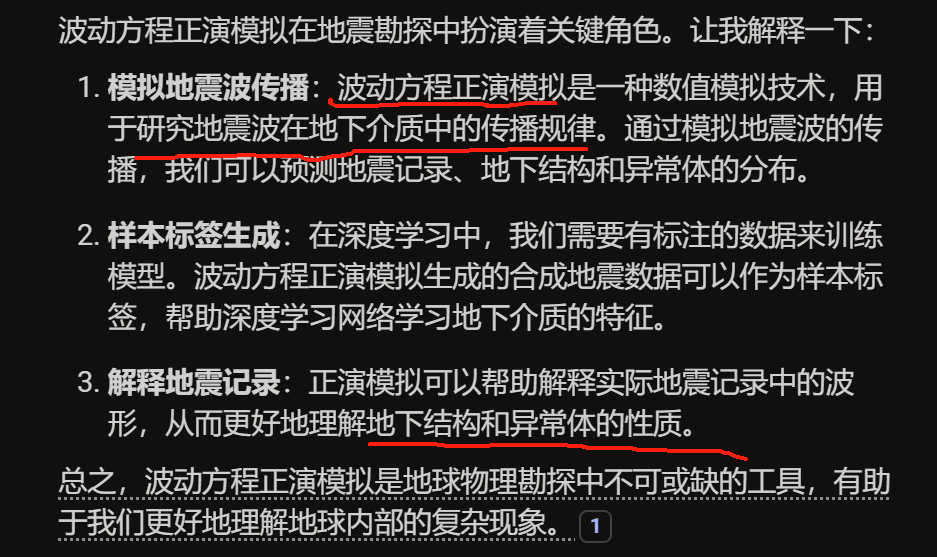 波动方程正演模拟在地震勘探中扮演着关键角色。让我解释一下：
1. 模拟地震波传播：波动方程正演模拟是一种数值模拟技术，用
于研究地震波在地下介质中的传播规律。通过模拟地震波的传
播，我们可以预测地震记录、地下结构和异常体的分布。
2. 样本标签生成：在深度学习中，我们需要有标注的数据来训练
模型。波动方程正演模拟生成的合成地震数据可以作为样本标
签，帮助深度学习网络学习地下介质的特征。
3. 解释地震记录：正演模拟可以帮助解释实际地震记录中的波
形，从而更好地理解地下结构和异常体的性质。
总之，波动方程正演模拟是地球物理勘探中不可或缺的工具，有助
于我们更好地理解地球内部的复杂现象。 1